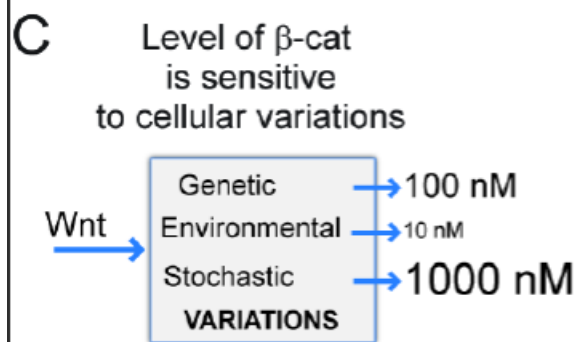 C
Level of β-cat
is sensitive
to cellular variations
Wnt
Genetic 100 nM
Environmental 10 nM
Stochastic 1000 nM
VARIATIONS